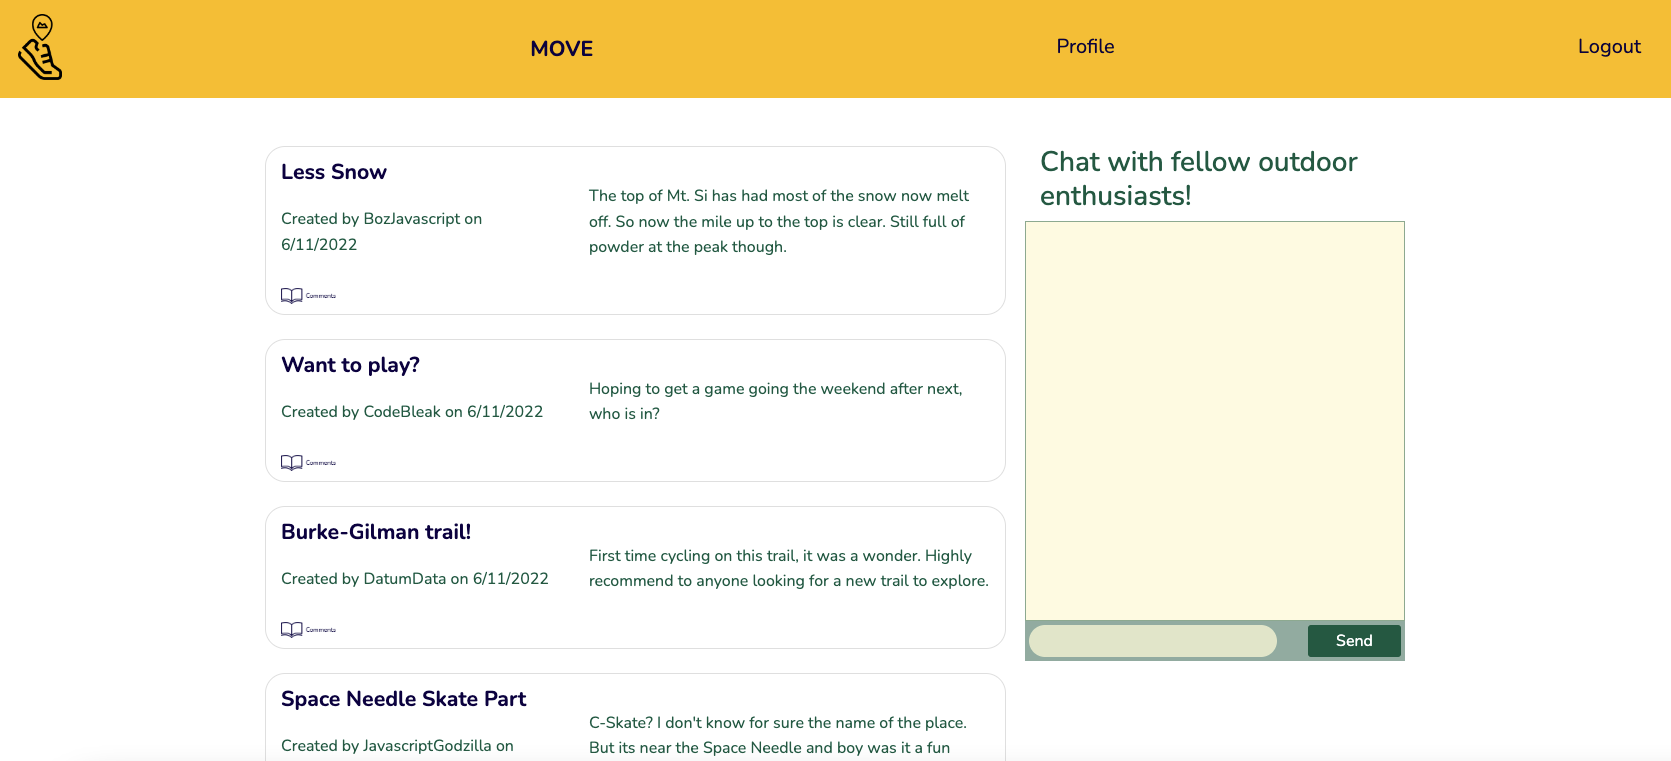 MOVE
Profile
Logout
Less Snow
Created by BozJavascript on
6/11/2022
The top of Mt. Si has had most of the snow now melt
off. So now the mile up to the top is clear. Still full of
powder at the peak though.
Comments
Want to play?
Created by CodeBleak on 6/11/2022
Hoping to get a game going the weekend after next,
who is in?
Comments
Burke-Gilman trail!
Created by DatumData on 6/11/2022
First time cycling on this trail, it was a wonder. Highly
recommend to anyone looking for a new trail to explore.
Comments
Space Needle Skate Part
Created by JavascriptGodzilla on
C-Skate? I don't know for sure the name of the place.
But its near the Space Needle and boy was it a fun
Chat with fellow outdoor
enthusiasts!
Send